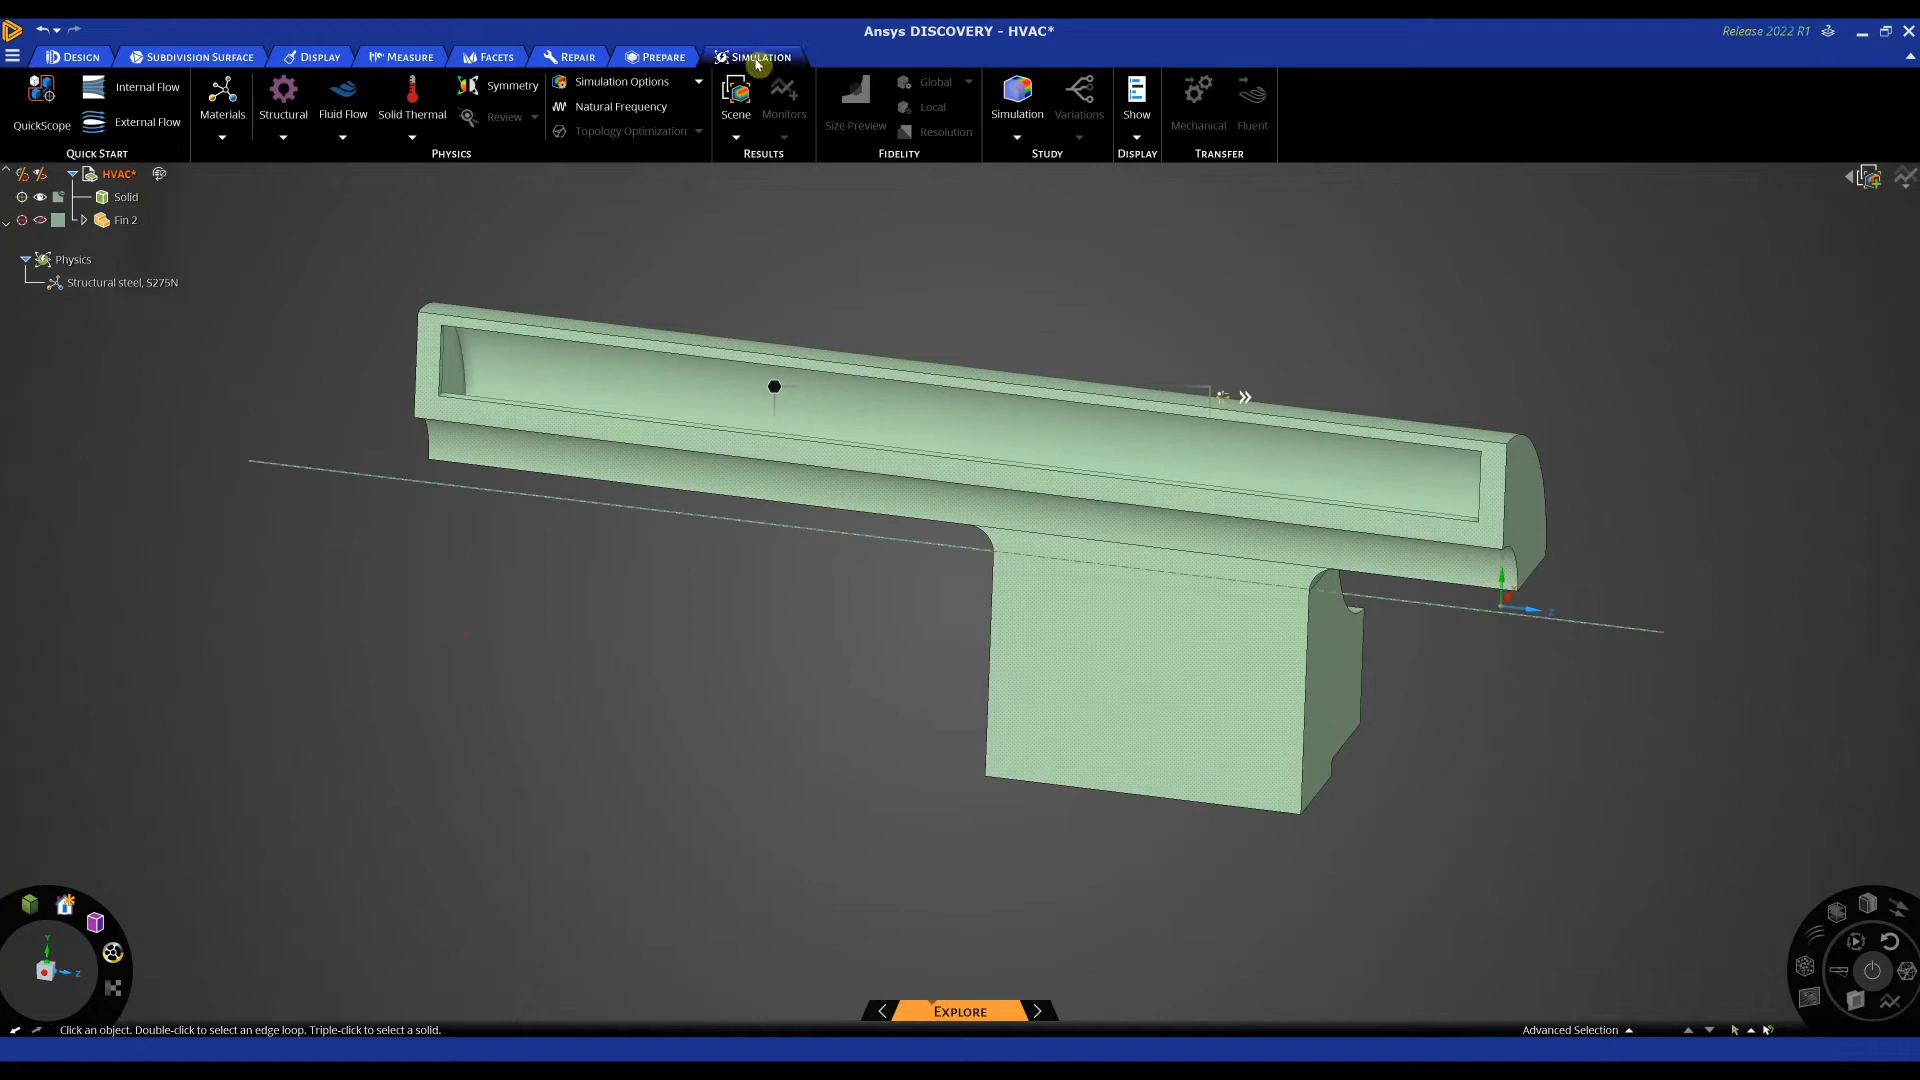 Ansys DISCOVERY - HVAC*
Release 2022 R1
DESIGN
SUBDIVISION SURFACE
DISPLAY
MEASURE
FACETS
REPAIR
PREPARE
SIMULATION
QuickScope
Internal Flow
External Flow
QUICK START
Materials
Structural
Fluid Flow
Solid Thermal
Symmetry
Review
Simulation Options
Natural Frequency
Topology Optimization
PHYSICS
Scene
Monitors
RESULTS
Size Preview
Global
Local
Resolution
FIDELITY
Simulation
Variations
STUDY
Show
DISPLAY
Mechanical
Fluent
TRANSFER
HVAC*
Solid
Fin 2
Physics
Structural steel, S275N
Z
Y
Z
EXPLORE
Click an object. Double-click to select an edge loop. Triple-click to select a solid.
Advanced Selection